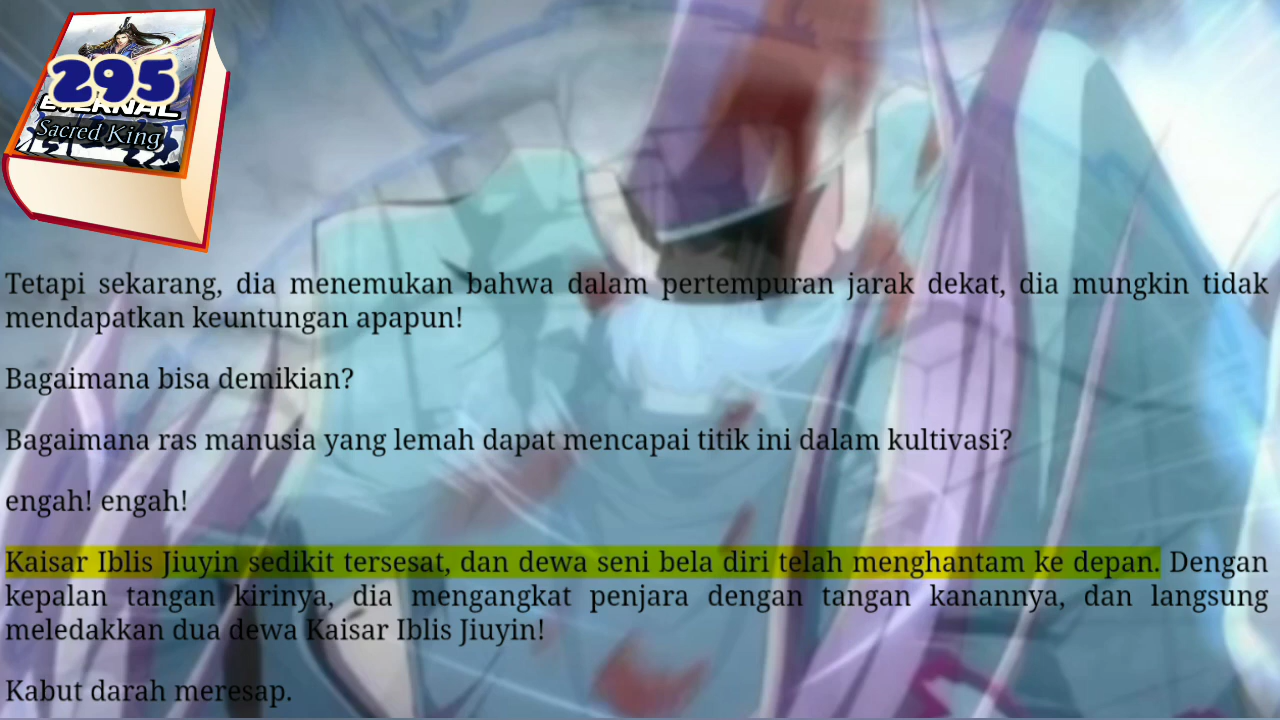 295
ETERNAL
Sacred King
Tetapi sekarang, dia menemukan bahwa dalam pertempuran jarak dekat, dia mungkin tidak
mendapatkan keuntungan apapun!
Bagaimana bisa demikian?
Bagaimana ras manusia yang lemah dapat mencapai titik ini dalam kultivasi?
engah! engah!
Kaisar Iblis Jiuyin sedikit tersesat, dan dewa seni bela diri telah menghantam ke depan. Dengan
kepalan tangan kirinya, dia mengangkat penjara dengan tangan kanannya, dan langsung
meledakkan dua dewa Kaisar Iblis Jiuyin!
Kabut darah meresap.